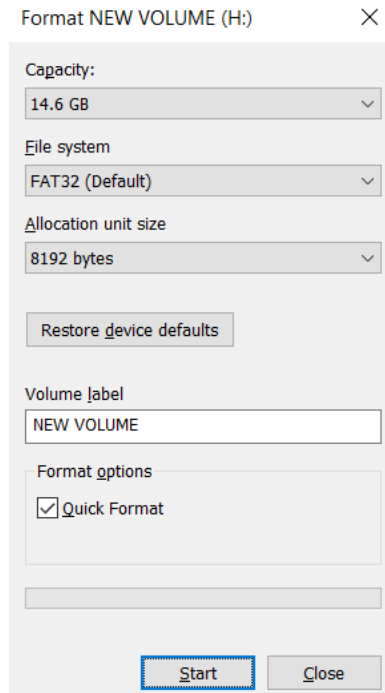 Format NEW VOLUME (H:)
Capacity:
14.6 GB
File system
FAT32 (Default)
Allocation unit size
8192 bytes
Restore device defaults
Volume label
NEW VOLUME
Format options
Quick Format
Start
Close